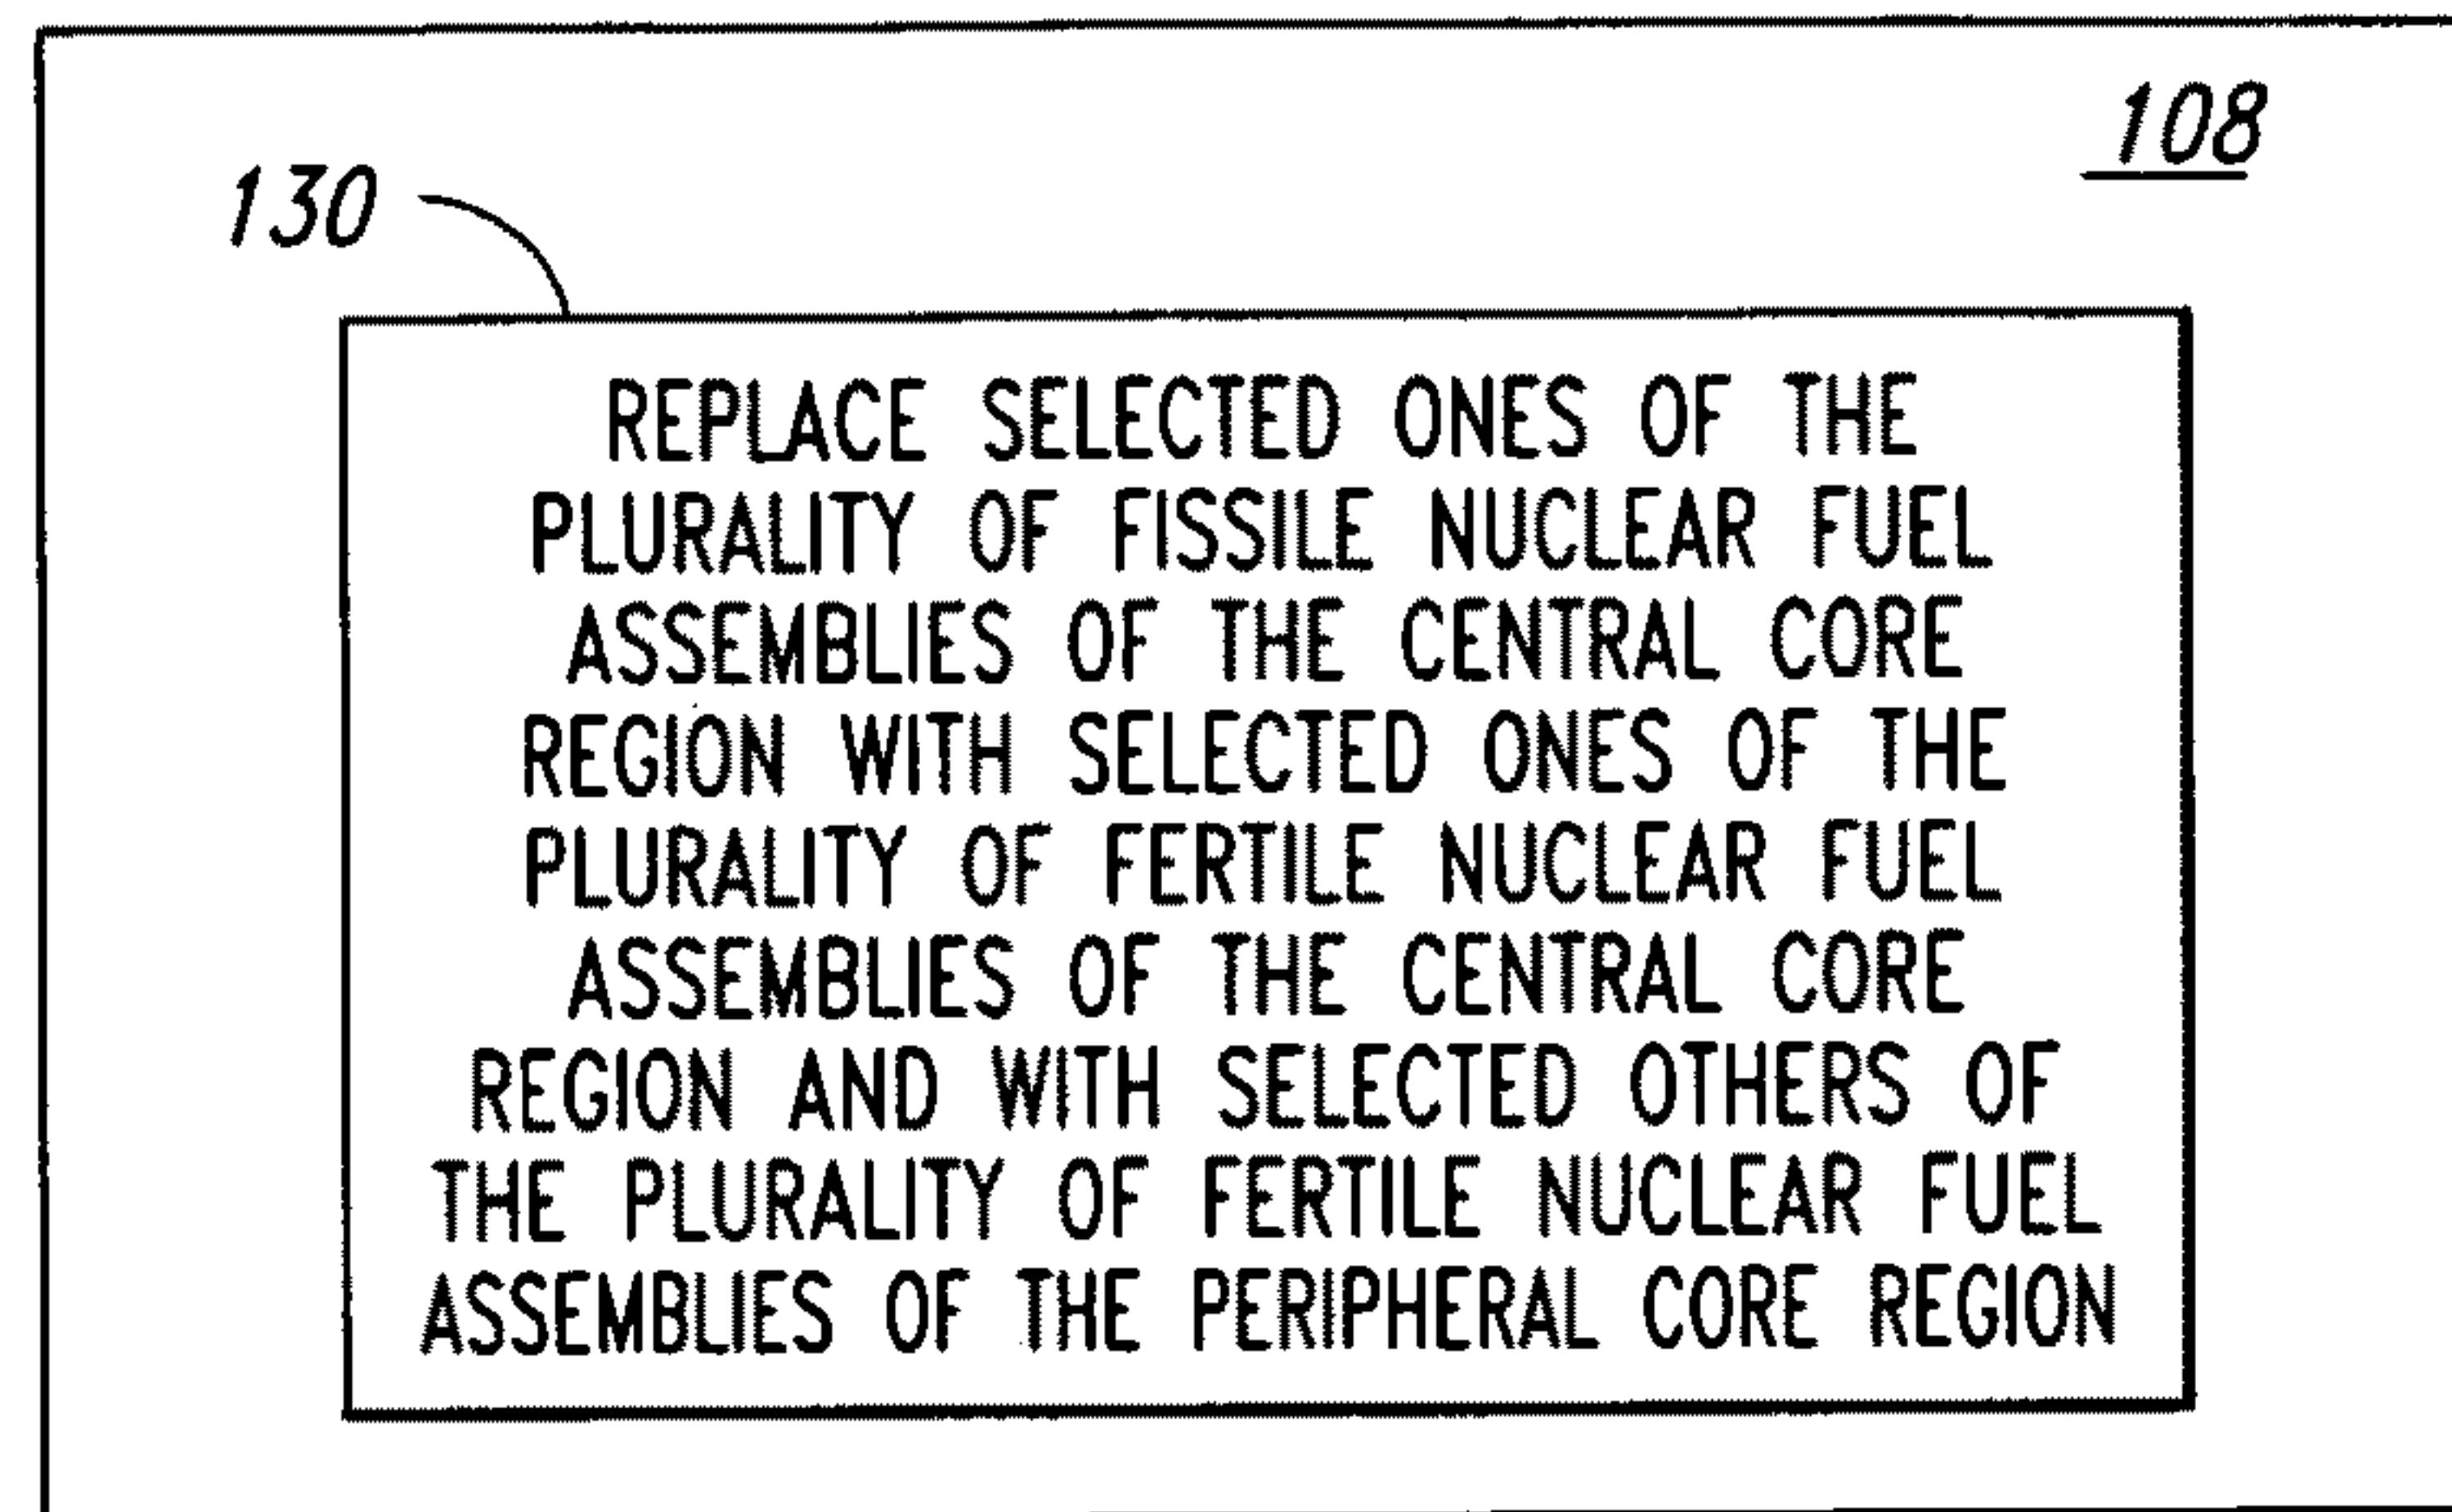 108
130
REPLACE SELECTED ONES OF THE
PLURALITY OF FISSILE NUCLEAR FUEL
ASSEMBLIES OF THE CENTRAL CORE
REGION WITH SELECTED ONES OF THE
PLURALITY OF FERTILE NUCLEAR FUEL
ASSEMBLIES OF THE CENTRAL CORE
REGION AND WITH SELECTED OTHERS OF
THE PLURALITY OF FERTILE NUCLEAR FUEL
ASSEMBLIES OF THE PERIPHERAL CORE REGION